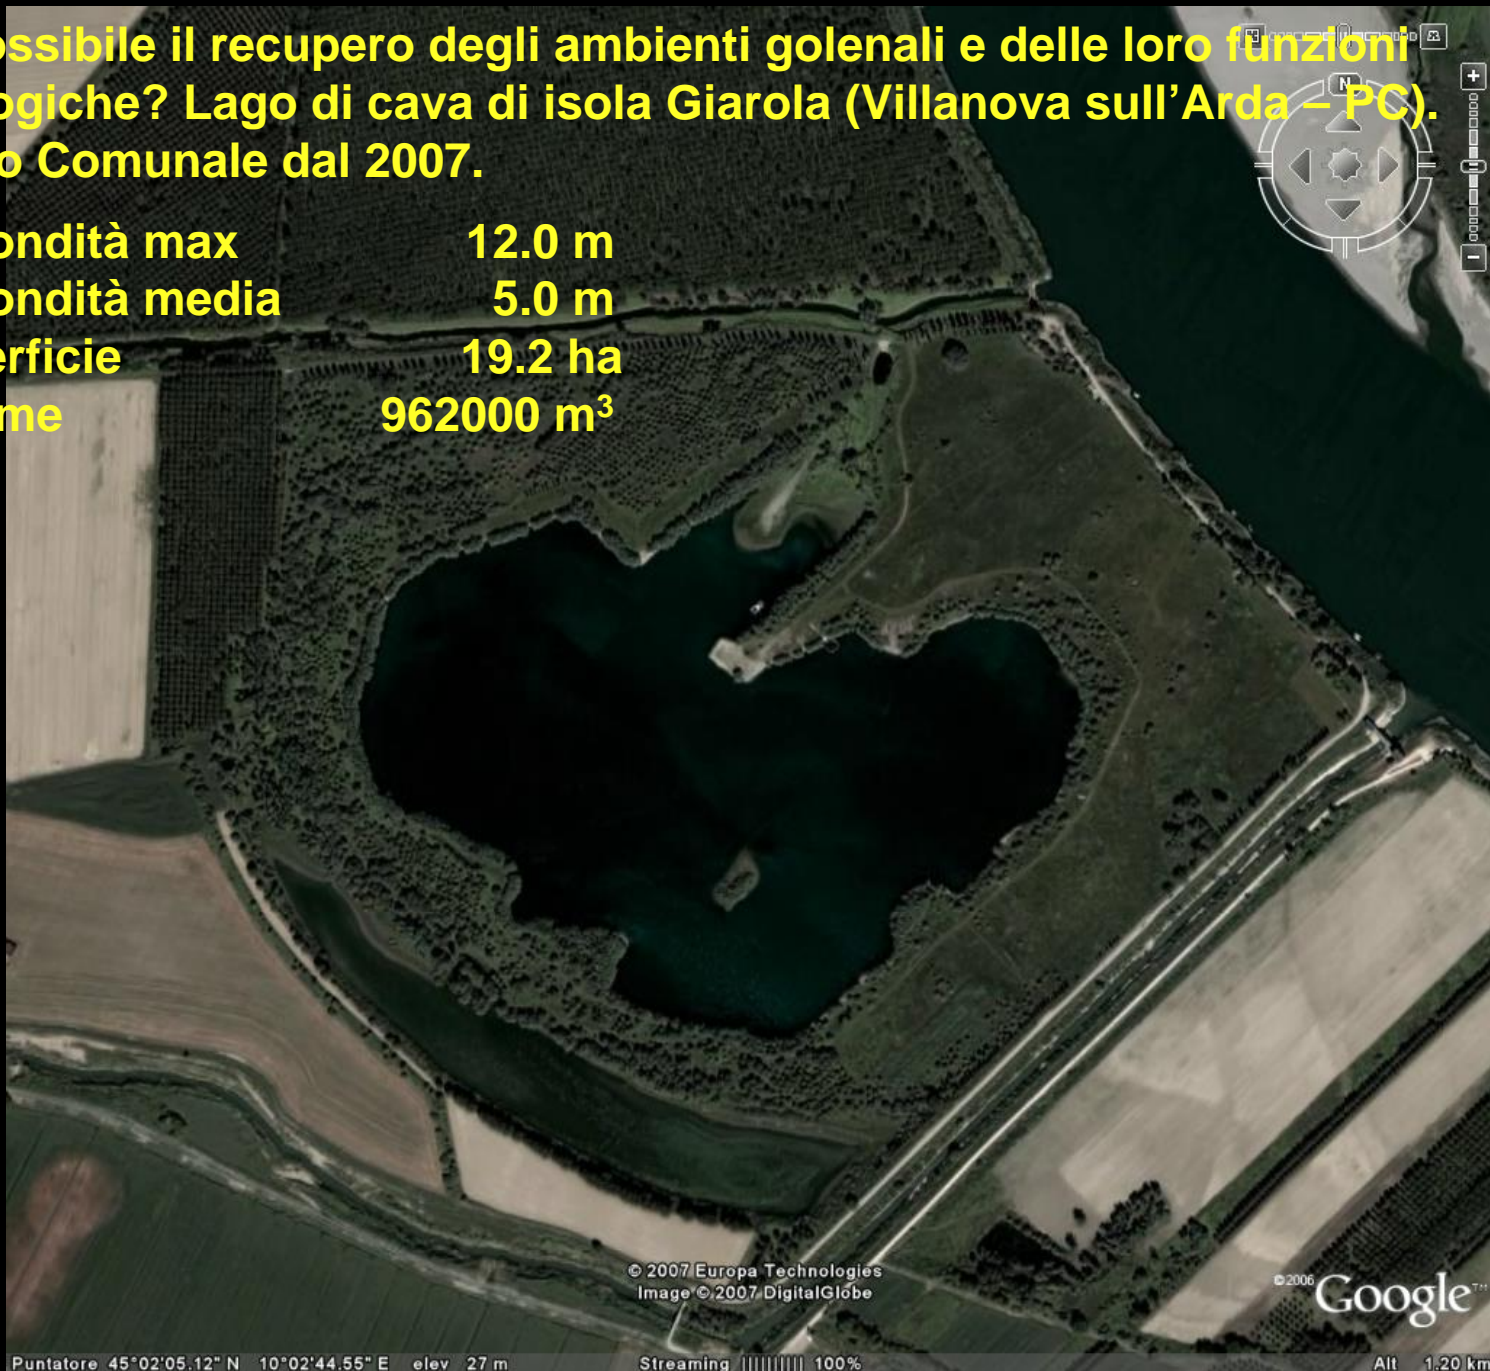 ossibile il recupero degli ambienti golenali e delle loro funzioni
ogiche? Lago di cava di isola Giarola (Villanova sull’Arda – PC).
o Comunale dal 2007.
ondità max 12.0 m
ondità media 5.0 m
erficie 19.2 ha
me 962000 m³
N
© 2007 Europa Technologies
Image © 2007 DigitalGlobe
©2006 Google™
Puntatore 45°02'05.12" N 10°02'44.55" E elev 27 m Streaming 100% Alt 1.20 km